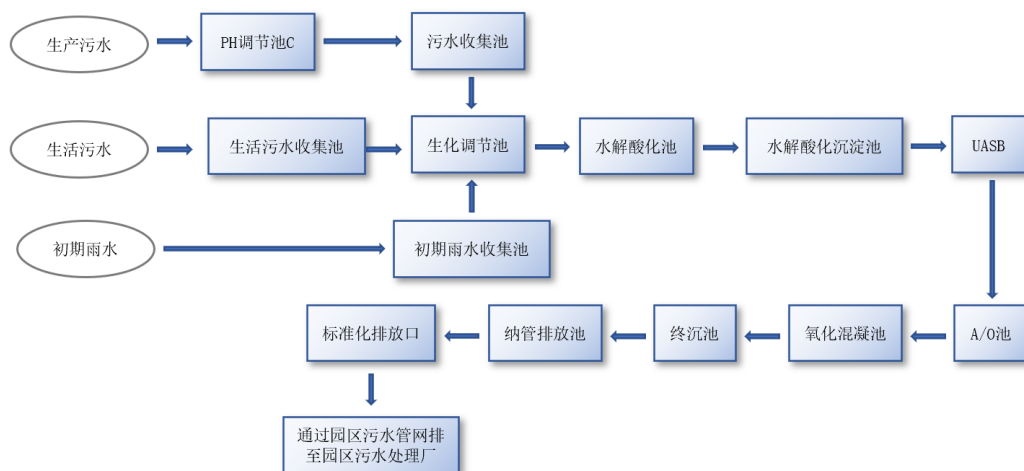 生产污水
PH调节池C
污水收集池
生活污水
生活污水收集池
生化调节池
水解酸化池
水解酸化沉淀池
UASB
初期雨水
初期雨水收集池
标准化排放口
纳管排放池
终沉池
氧化混凝池
A/O池
通过园区污水管网排
至园区污水处理厂